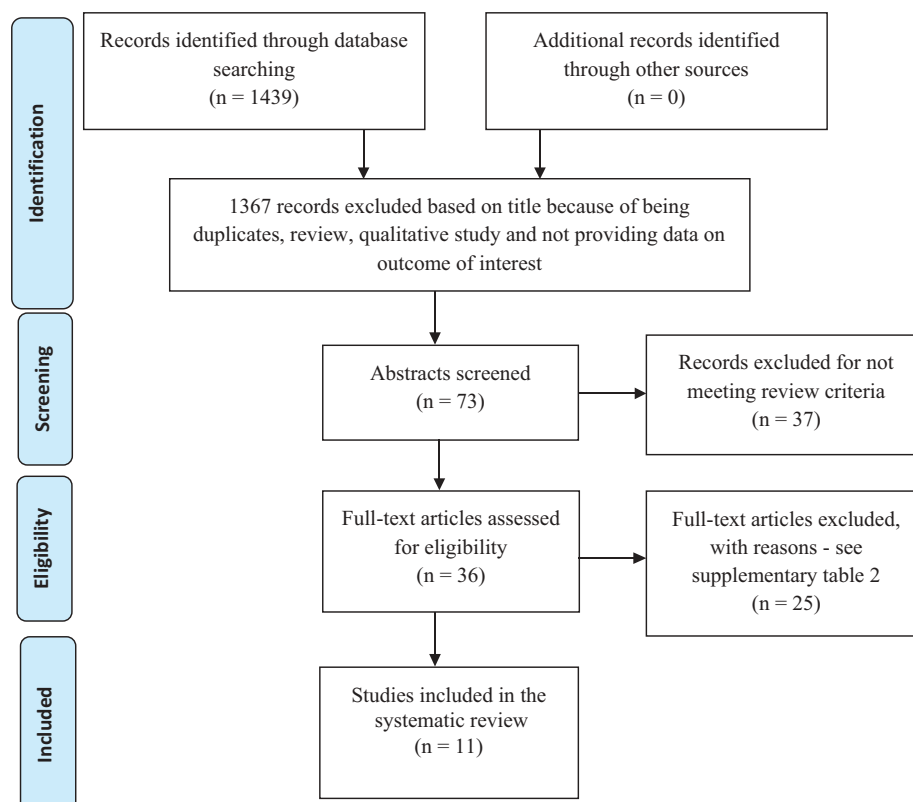 Identification
Records identified through database
searching
(n = 1439)
Additional records identified
through other sources
(n = 0)
1367 records excluded based on title because of being
duplicates, review, qualitative study and not providing data on
outcome of interest
Screening
Abstracts screened
(n = 73)
Records excluded for not
meeting review criteria
(n = 37)
Eligibility
Full-text articles assessed
for eligibility
(n = 36)
Full-text articles excluded,
with reasons - see
supplementary table 2
(n = 25)
Included
Studies included in the
systematic review
(n = 11)